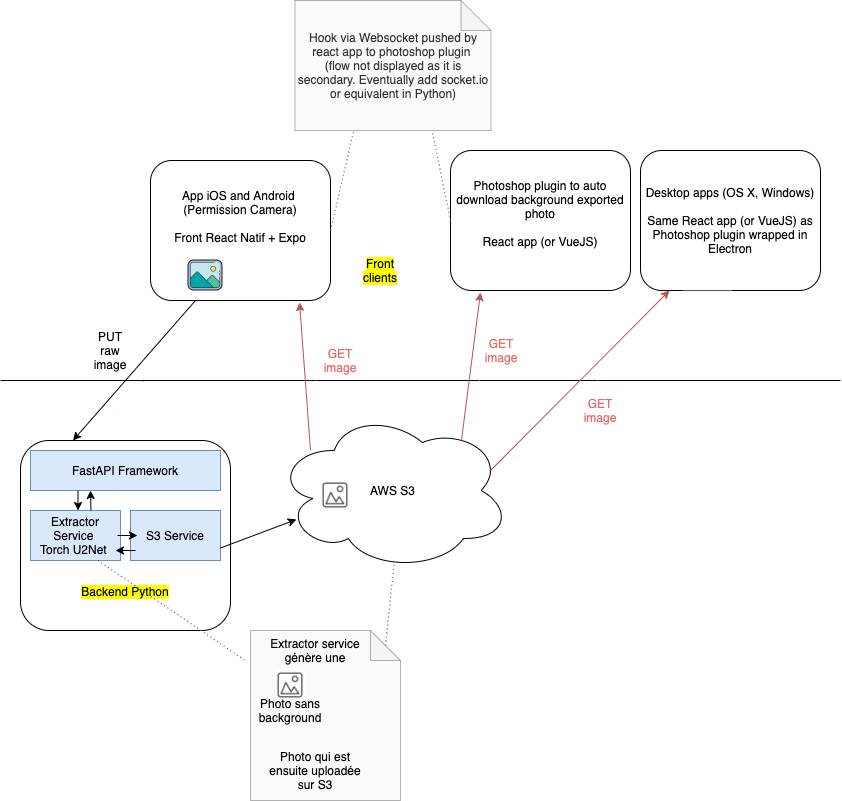 Hook via Websocket pushed by
react app to photoshop plugin
(flow not displayed as it is
secondary. Eventually add socket.io
or equivalent in Python)
App iOS and Android
(Permission Camera)
Front React Natif + Expo
Front
clients
Photoshop plugin to auto
download background exported
photo
React app (or VueJS)
Desktop apps (OS X, Windows)
Same React app (or VueJS) as
Photoshop plugin wrapped in
Electron
PUT
raw
image
GET
image
GET
image
GET
image
FastAPI Framework
Extractor
Service
Torch U2Net
S3 Service
Backend Python
AWS S3
Extractor service
génère une
Photo sans
background
Photo qui est
ensuite uploadée
sur S3